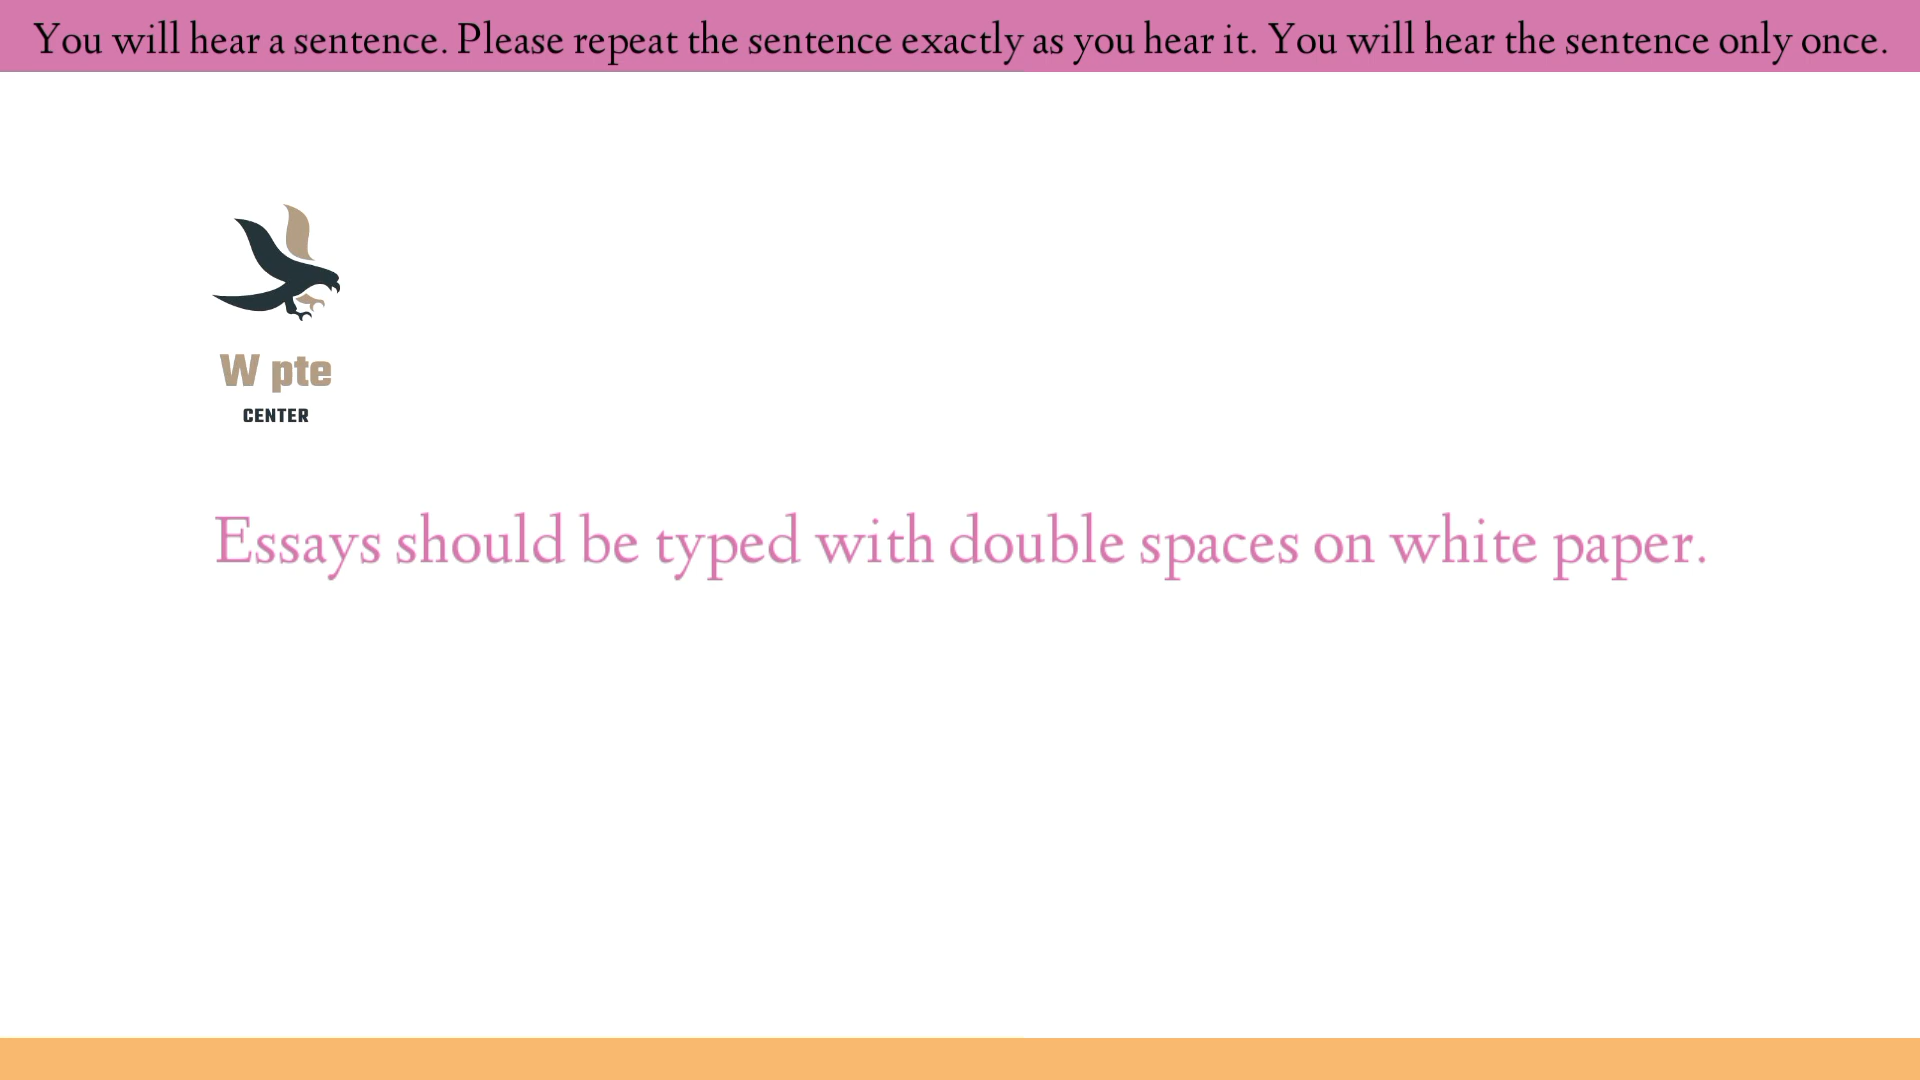 You will hear a sentence. Please repeat the sentence exactly as you hear it. You will hear the sentence only once.
W pte
CENTER
Essays should be typed with double spaces on white paper.